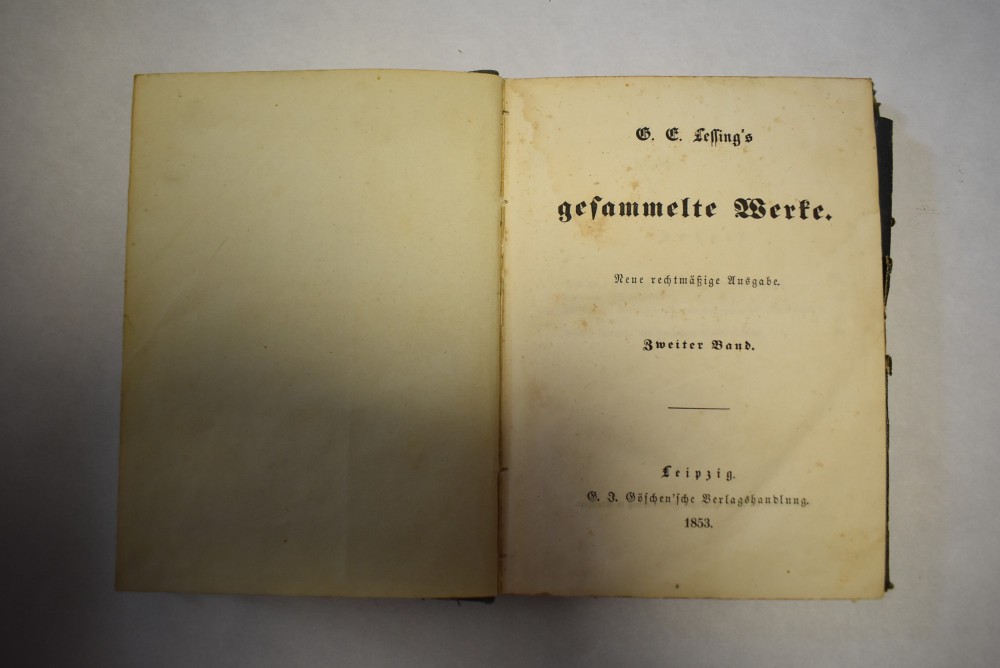 G. E. Lessing's
gesammelte Werke.
Neue rechtmäßige Ausgabe.
Zweiter Band.
Leipzig.
G. J. Göschen'sche Verlagshandlung.
1853.